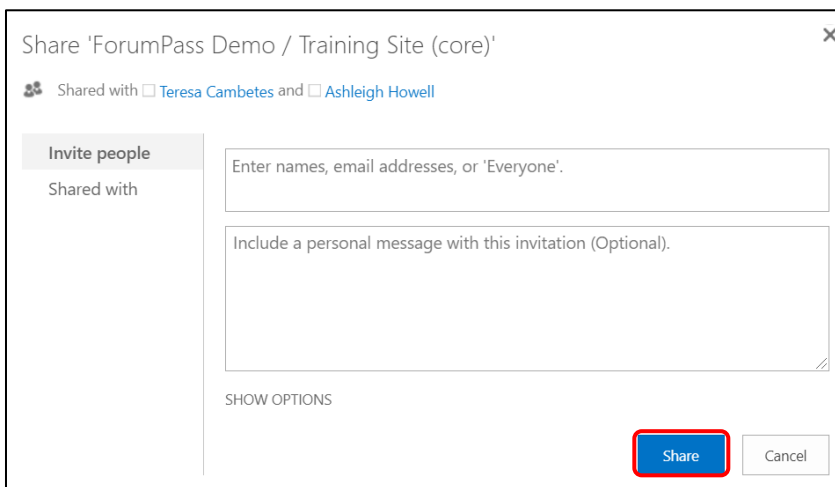 Share 'ForumPass Demo / Training Site (core)'
Shared with Teresa Cambetes and Ashleigh Howell
Invite people
Shared with
Enter names, email addresses, or 'Everyone'.
Include a personal message with this invitation (Optional).
SHOW OPTIONS
Share
Cancel